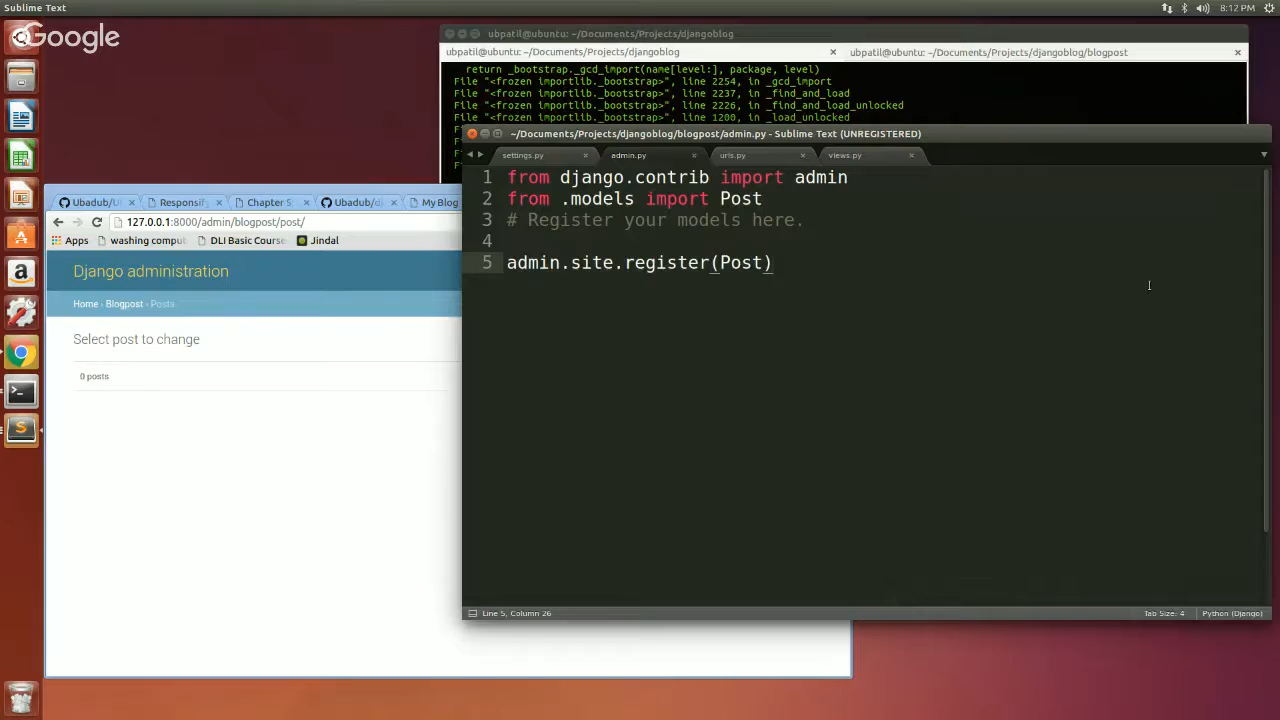 Sublime Text
8:12 PM
Google
ubpatil@ubuntu: ~/Documents/Projects/djangoblog
ubpatil@ubuntu: ~/Documents/Projects/djangoblog
ubpatil@ubuntu: ~/Documents/Projects/djangoblog/blogpost
return _bootstrap._gcd_import(name[level:], package, level)
File "<frozen importlib._bootstrap>", line 2254, in _gcd_import
File "<frozen importlib._bootstrap>", line 2237, in _find_and_load
File "<frozen importlib._bootstrap>", line 2226, in _find_and_load_unlocked
File "<frozen importlib._bootstrap>", line 1200, in _load_unlocked
~/Documents/Projects/djangoblog/blogpost/admin.py - Sublime Text (UNREGISTERED)
settings.py
admin.py
urls.py
views.py
1 from django.contrib import admin
2 from .models import Post
3 # Register your models here.
4
5 admin.site.register(Post)
Line 5, Column 26
Tab Size: 4
Python (Django)
Ubadub/U
Responsify
Chapter 5
Ubadub/dj
My Blog
127.0.0.1:8000/admin/blogpost/post/
Apps
washing comput
DLI Basic Course
Jindal
Django administration
Home › Blogpost › Posts
Select post to change
0 posts